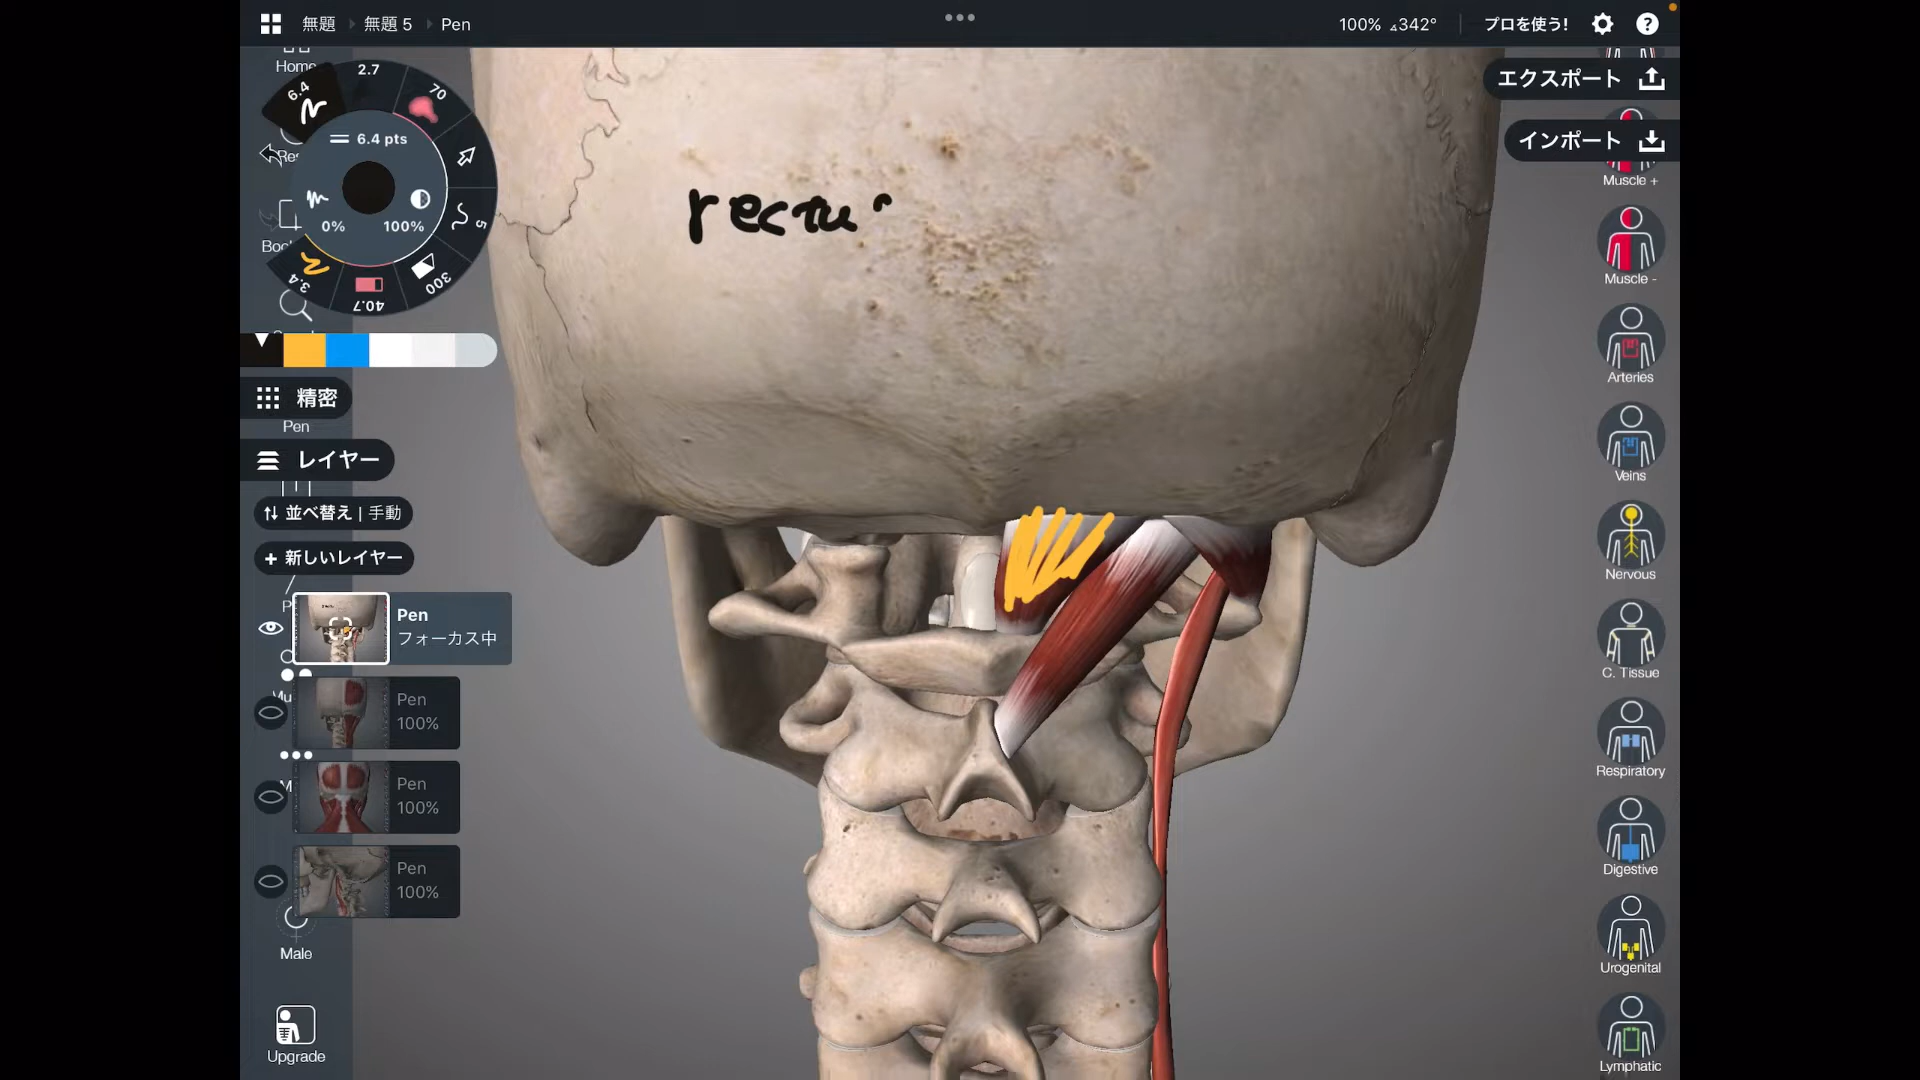 無題 無題 5 Pen
100% ⊿342° プロを使う!
エクスポート
インポート
Home
2.7
6.4
70
6.4 pts
0% 100%
5
300
40.7
3.4
精密
Pen
レイヤー
並べ替え | 手動
+ 新しいレイヤー
Pen
フォーカス中
Pen
100%
Pen
100%
Pen
100%
Male
Upgrade
rectu
Muscle +
Muscle -
Arteries
Veins
Nervous
C. Tissue
Respiratory
Digestive
Urogenital
Lymphatic